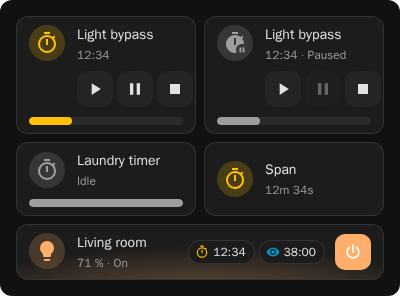 Light bypass
12:34
Light bypass
12:34 · Paused
Laundry timer
Idle
Span
12m 34s
Living room
71 % · On
12:34
38:00